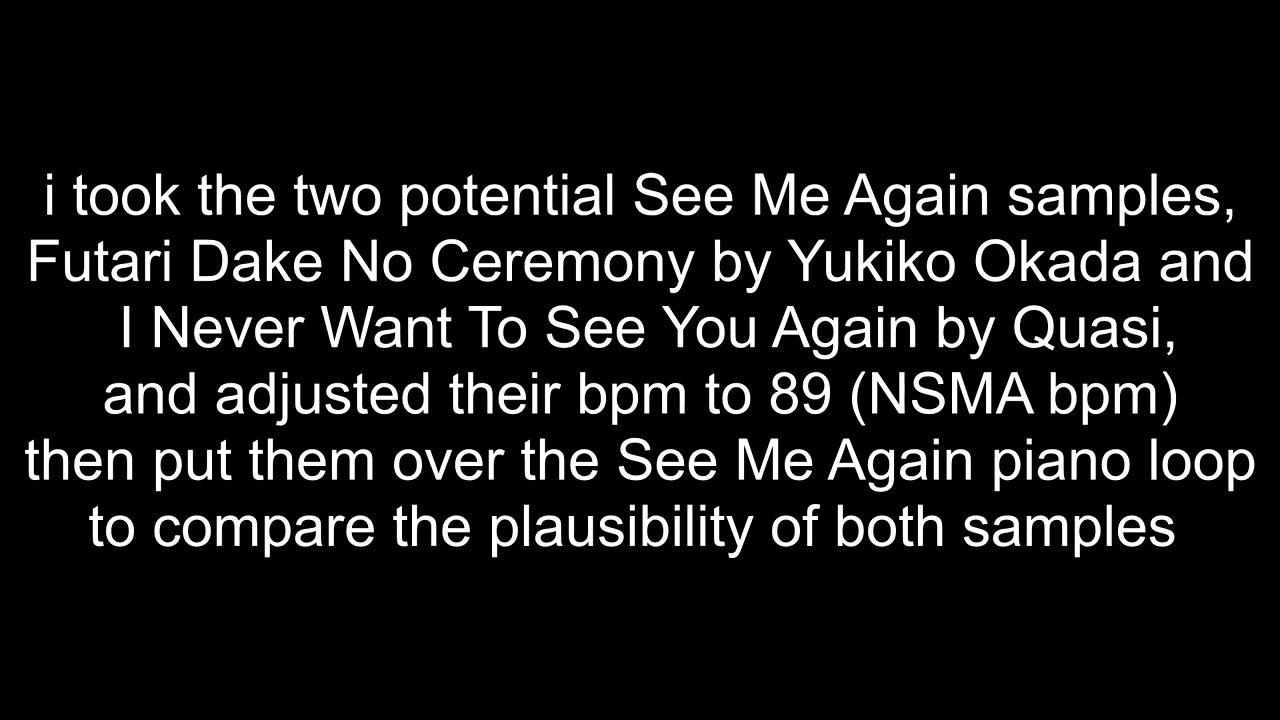 i took the two potential See Me Again samples,
Futari Dake No Ceremony by Yukiko Okada and
I Never Want To See You Again by Quasi,
and adjusted their bpm to 89 (NSMA bpm)
then put them over the See Me Again piano loop
to compare the plausibility of both samples